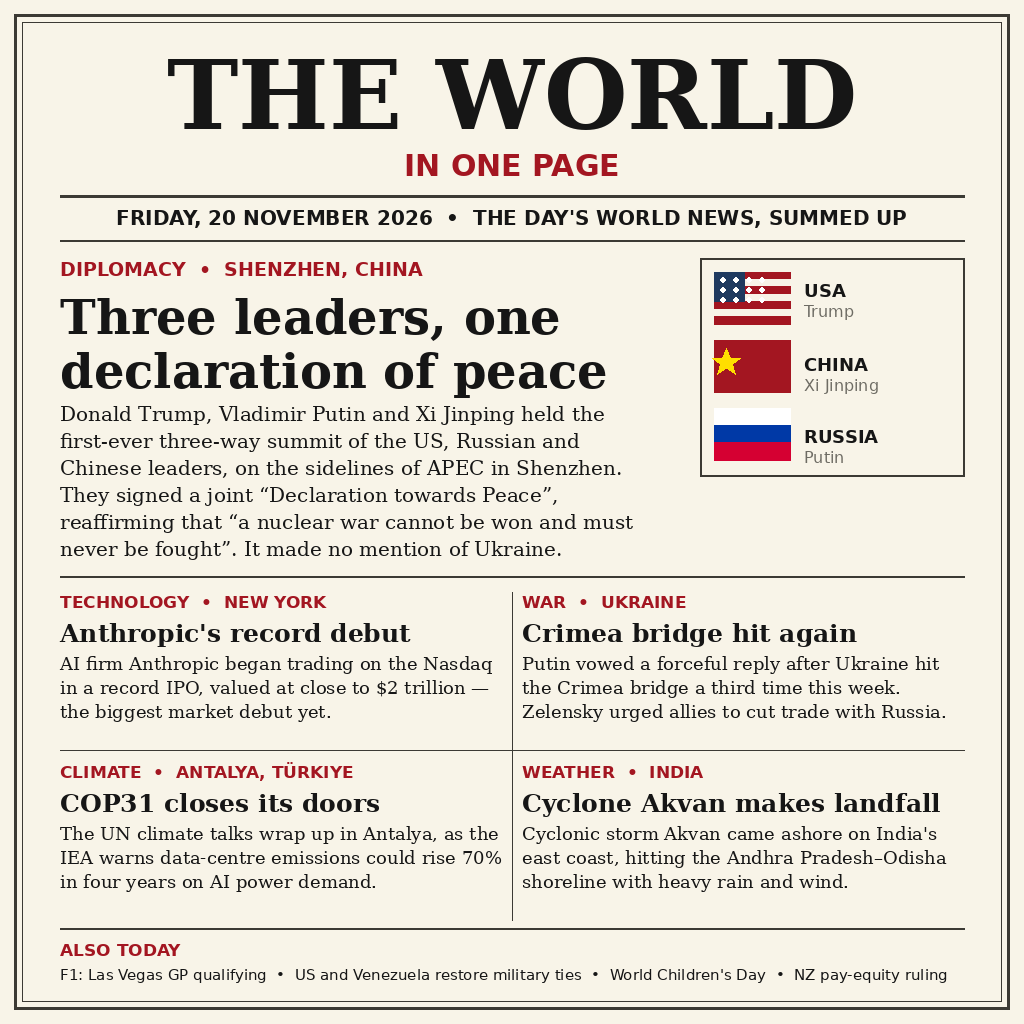 THE WORLD
IN ONE PAGE
FRIDAY, 20 NOVEMBER 2026 • THE DAY'S WORLD NEWS, SUMMED UP
DIPLOMACY • SHENZHEN, CHINA
Three leaders, one
declaration of peace
Donald Trump, Vladimir Putin and Xi Jinping held the
first-ever three-way summit of the US, Russian and
Chinese leaders, on the sidelines of APEC in Shenzhen.
They signed a joint “Declaration towards Peace”,
reaffirming that “a nuclear war cannot be won and must
never be fought”. It made no mention of Ukraine.
USA
Trump
CHINA
Xi Jinping
RUSSIA
Putin
TECHNOLOGY • NEW YORK
Anthropic's record debut
AI firm Anthropic began trading on the Nasdaq
in a record IPO, valued at close to $2 trillion —
the biggest market debut yet.
WAR • UKRAINE
Crimea bridge hit again
Putin vowed a forceful reply after Ukraine hit
the Crimea bridge a third time this week.
Zelensky urged allies to cut trade with Russia.
CLIMATE • ANTALYA, TÜRKIYE
COP31 closes its doors
The UN climate talks wrap up in Antalya, as the
IEA warns data-centre emissions could rise 70%
in four years on AI power demand.
WEATHER • INDIA
Cyclone Akvan makes landfall
Cyclonic storm Akvan came ashore on India's
east coast, hitting the Andhra Pradesh–Odisha
shoreline with heavy rain and wind.
ALSO TODAY
F1: Las Vegas GP qualifying • US and Venezuela restore military ties • World Children's Day • NZ pay-equity ruling